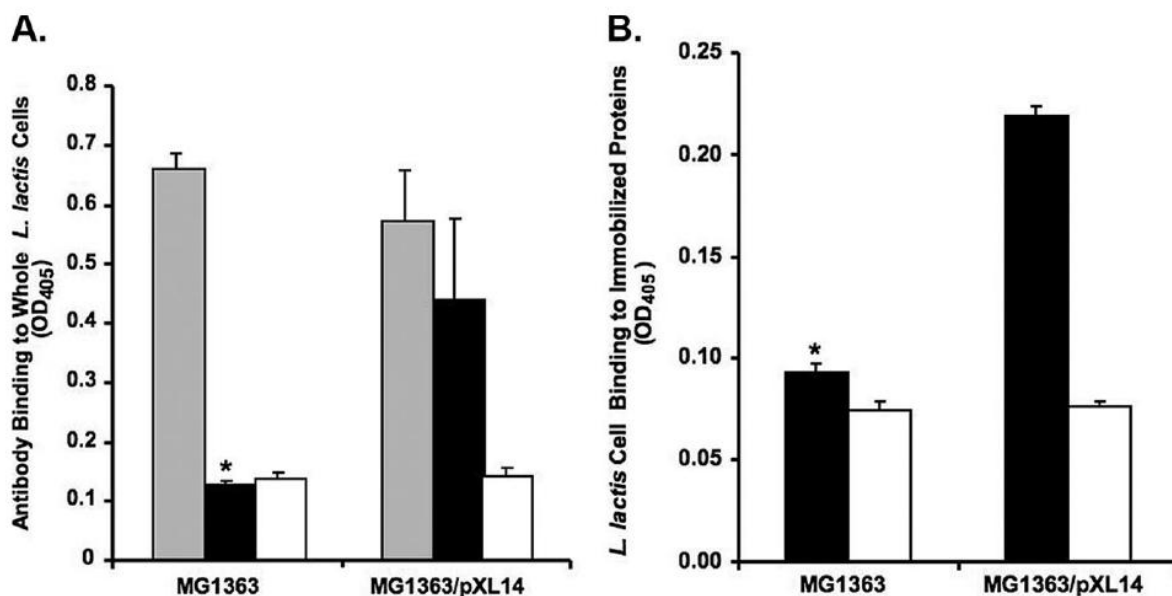 A.
Antibody Binding to Whole L. lactis Cells
(OD405)
0.8
0.7
0.6
0.5
0.4
0.3
0.2
0.1
0
*
MG1363
MG1363/pXL14
B.
L. lactis Cell Binding to Immobilized Proteins
(OD405)
0.25
0.20
0.15
0.10
0.05
0.00
*
MG1363
MG1363/pXL14